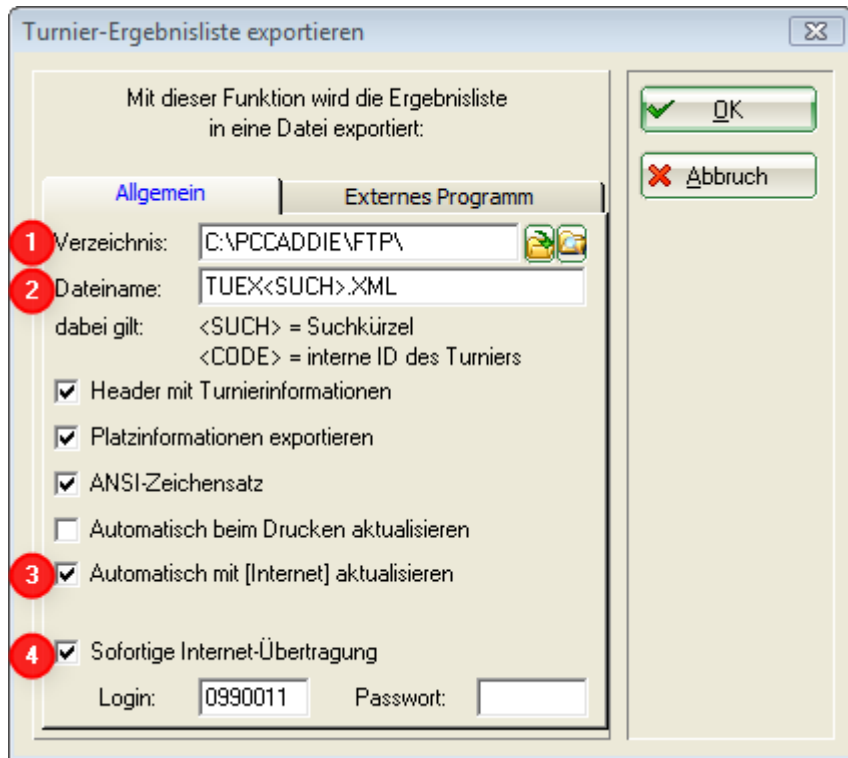 Turnier-Ergebnisliste exportieren
Mit dieser Funktion wird die Ergebnisliste
in eine Datei exportiert:
OK
Abbruch
Allgemein Externes Programm
1 Verzeichnis: C:\PCCADDIE\FTP\
2 Dateiname: TUEX<SUCH>.XML
dabei gilt: <SUCH> = Suchkürzel
<CODE> = interne ID des Turniers
Header mit Turnierinformationen
Platzinformationen exportieren
ANSI-Zeichensatz
Automatisch beim Drucken aktualisieren
3 Automatisch mit [Internet] aktualisieren
4 Sofortige Internet-Übertragung
Login: 0990011 Passwort: